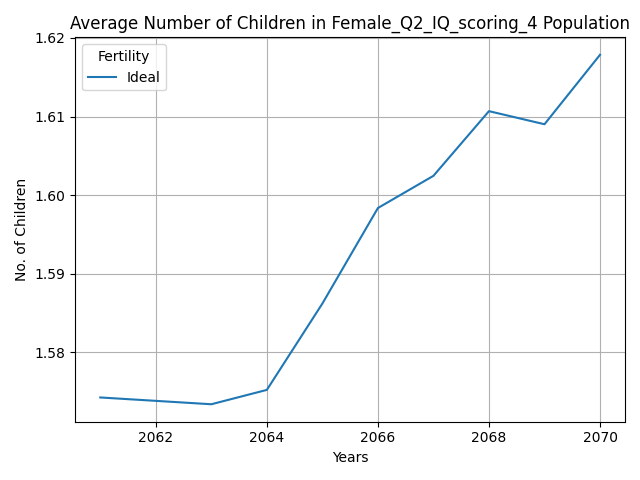 Average Number of Children in Female_Q2_IQ_scoring_4 Population
Fertility
Ideal
1.62
1.61
1.60
1.59
1.58
No. of Children
2062
2064
2066
2068
2070
Years